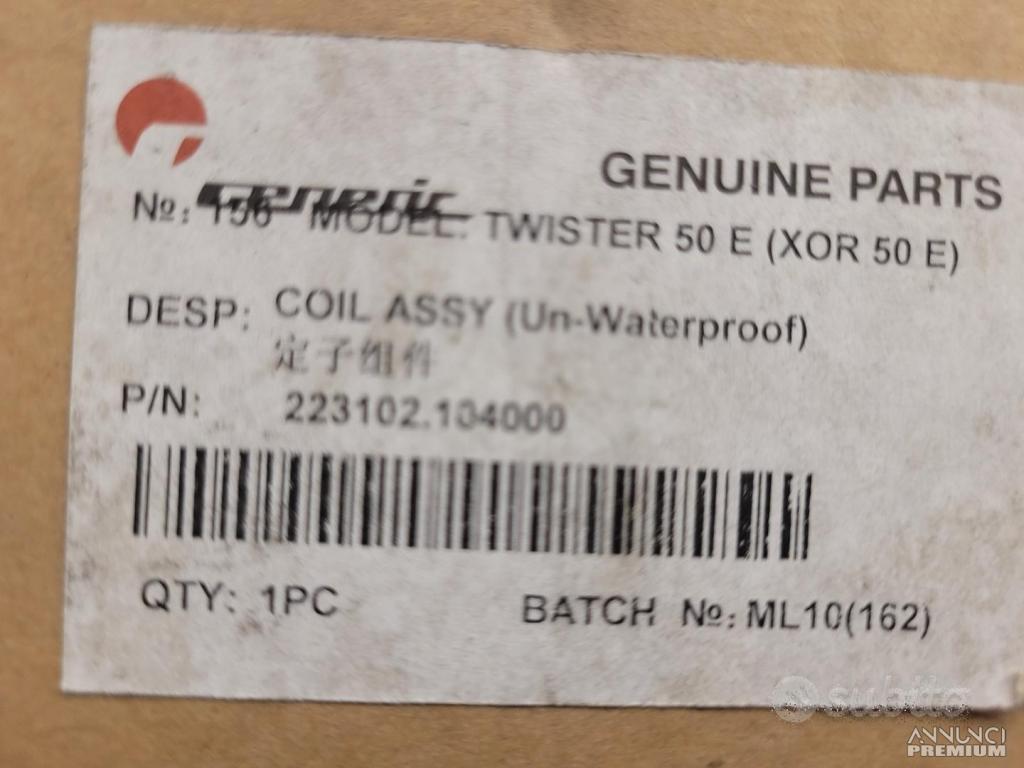 GENUINE PARTS
Generic
№: 156 MODEL: TWISTER 50 E (XOR 50 E)
DESP: COIL ASSY (Un-Waterproof)
定子组件
P/N: 223102.104000
QTY: 1PC
BATCH №: ML10(162)
subito
ANNUNCI
PREMIUM